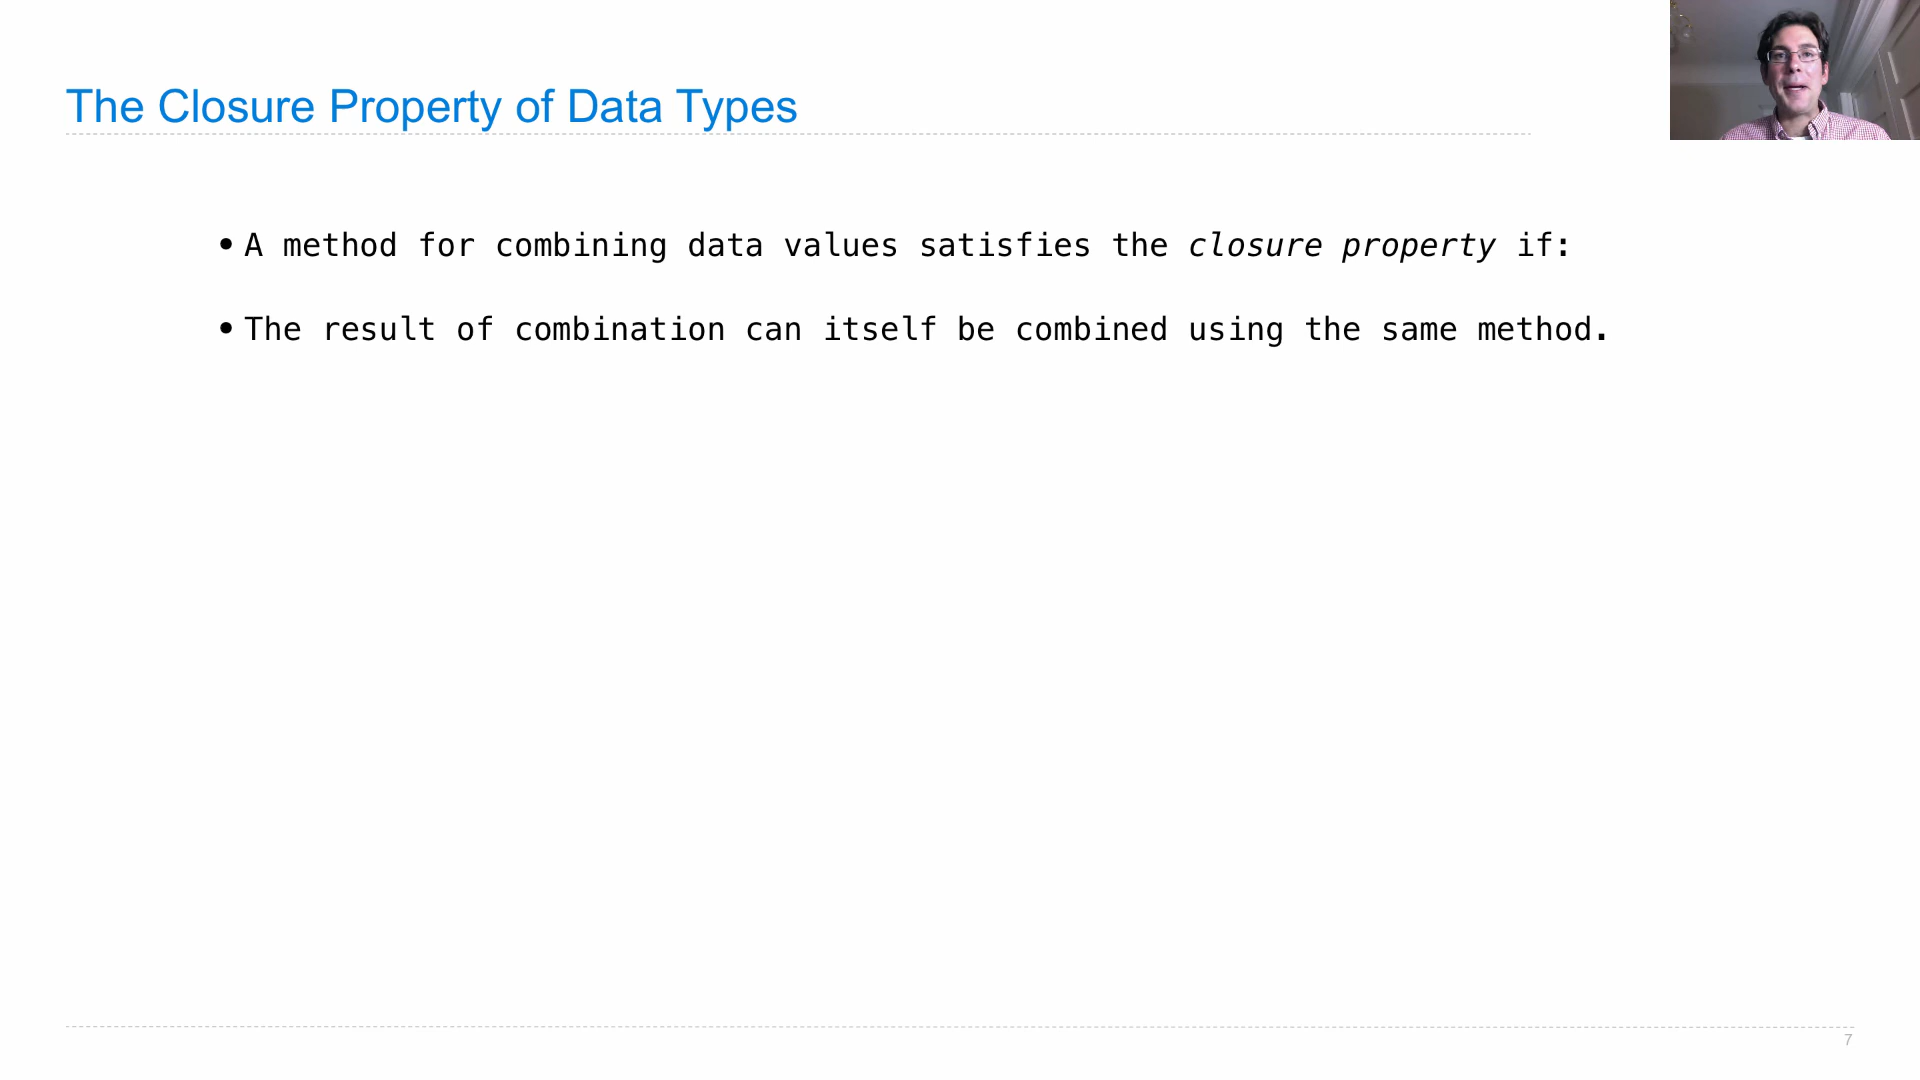 The Closure Property of Data Types
• A method for combining data values satisfies the closure property if:
• The result of combination can itself be combined using the same method.
7